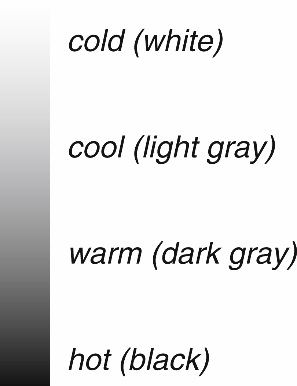 cold (white)
cool (light gray)
warm (dark gray)
hot (black)